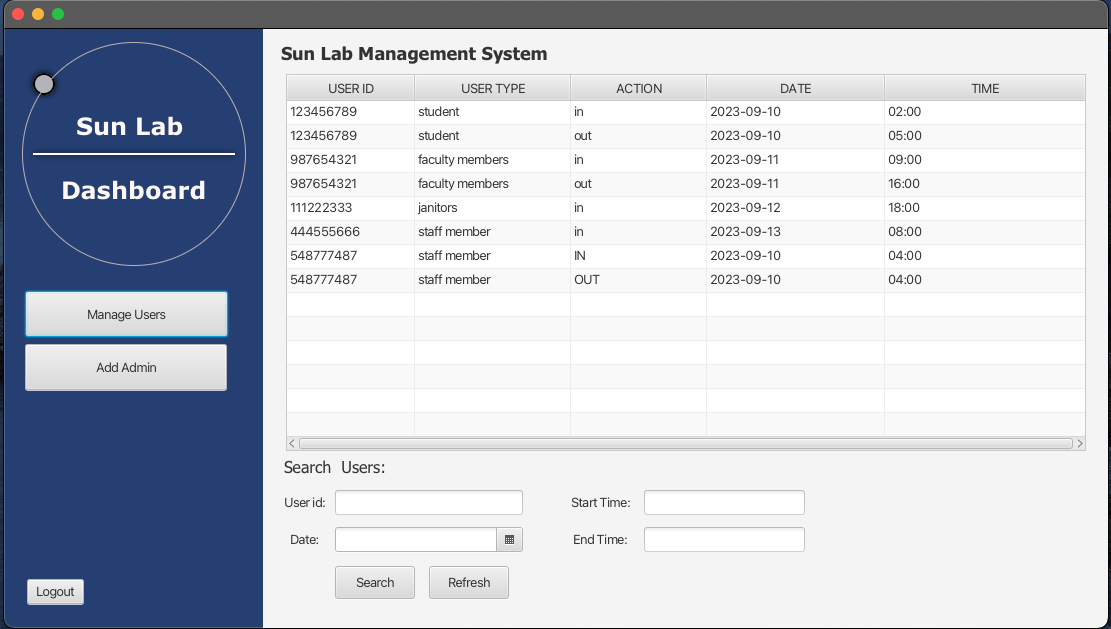 Sun Lab
Dashboard
Manage Users
Add Admin
Logout
Sun Lab Management System
USER ID USER TYPE ACTION DATE TIME
123456789 student in 2023-09-10 02:00
123456789 student out 2023-09-10 05:00
987654321 faculty members in 2023-09-11 09:00
987654321 faculty members out 2023-09-11 16:00
111222333 janitors in 2023-09-12 18:00
444555666 staff member in 2023-09-13 08:00
548777487 staff member IN 2023-09-10 04:00
548777487 staff member OUT 2023-09-10 04:00
Search Users:
User id: Start Time:
Date: End Time:
Search Refresh